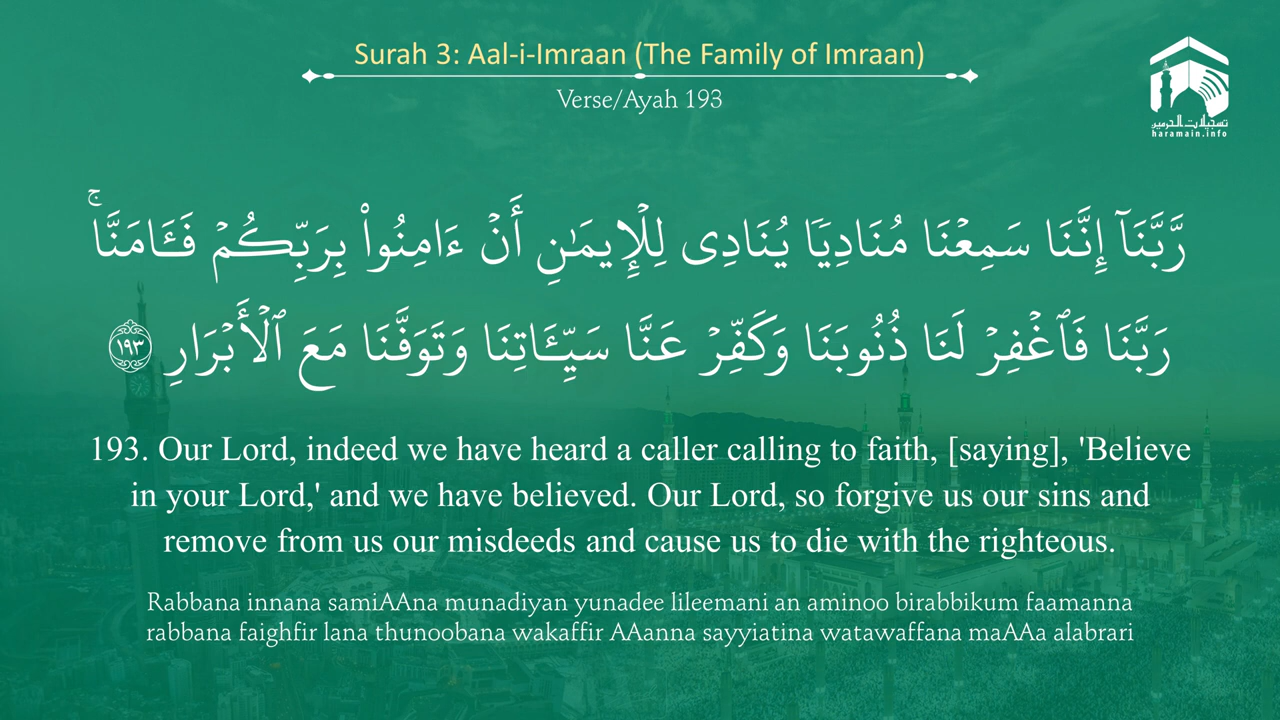 Surah 3: Aal-i-Imraan (The Family of Imraan)
Verse/Ayah 193
تسجيلات الحرمين
haramain.info
رَّبَّنَآ إِنَّنَا سَمِعْنَا مُنَادِيًا يُنَادِى لِلْإِيمَـٰنِ أَنْ ءَامِنُوا۟ بِرَبِّكُمْ فَـَٔامَنَّا ۚ
رَبَّنَا فَٱغْفِرْ لَنَا ذُنُوبَنَا وَكَفِّرْ عَنَّا سَيِّـَٔاتِنَا وَتَوَفَّنَا مَعَ ٱلْأَبْرَارِ ١٩٣
193. Our Lord, indeed we have heard a caller calling to faith, [saying], 'Believe
in your Lord,' and we have believed. Our Lord, so forgive us our sins and
remove from us our misdeeds and cause us to die with the righteous.
Rabbana innana samiAAna munadiyan yunadee lileemani an aminoo birabbikum faamanna
rabbana faighfir lana thunoobana wakaffir AAanna sayyiatina watawaffana maAAa alabrari